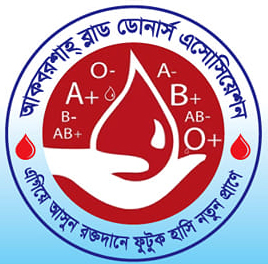 আকবরশাহ্ ব্লাড ডোনার্স এসোসিয়েশন
O-
A-
A+
B+
B-
AB-
AB+
O+
এগিয়ে আসুন রক্তদানে ফুটুক হাসি নতুন প্রাণে